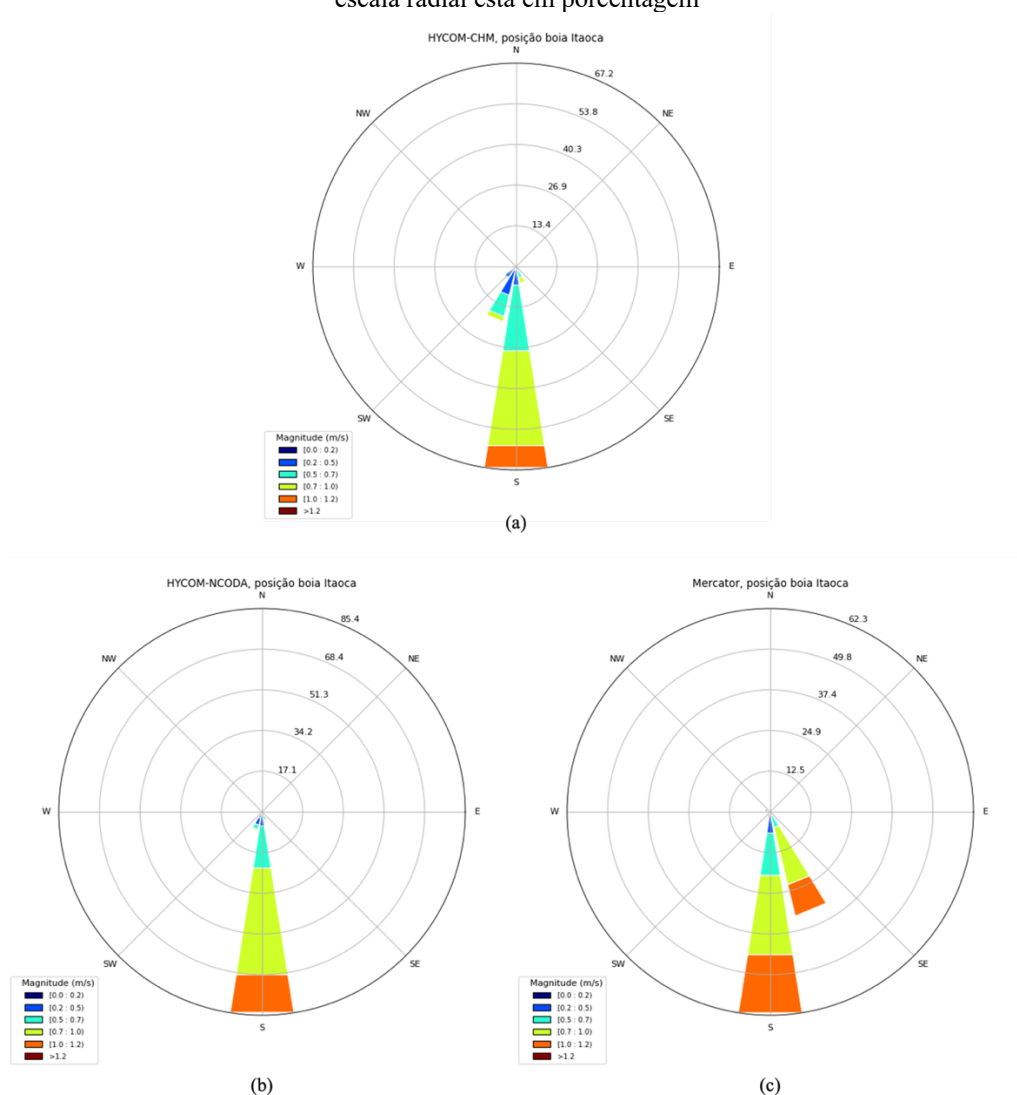 escala radial está em porcentagem
HYCOM-CHM, posição boia Itaoca
N
67.2
53.8
NW
NE
40.3
26.9
13.4
W
E
SW
SE
Magnitude (m/s)
[0.0 : 0.2)
[0.2 : 0.5)
[0.5 : 0.7)
[0.7 : 1.0)
[1.0 : 1.2)
>1.2
S
(a)
HYCOM-NCODA, posição boia Itaoca
N
85.4
68.4
NW
NE
51.3
34.2
17.1
W
E
SW
SE
Magnitude (m/s)
[0.0 : 0.2)
[0.2 : 0.5)
[0.5 : 0.7)
[0.7 : 1.0)
[1.0 : 1.2)
>1.2
S
(b)
Mercator, posição boia Itaoca
N
62.3
49.8
NW
NE
37.4
24.9
12.5
W
E
SW
SE
Magnitude (m/s)
[0.0 : 0.2)
[0.2 : 0.5)
[0.5 : 0.7)
[0.7 : 1.0)
[1.0 : 1.2)
>1.2
S
(c)